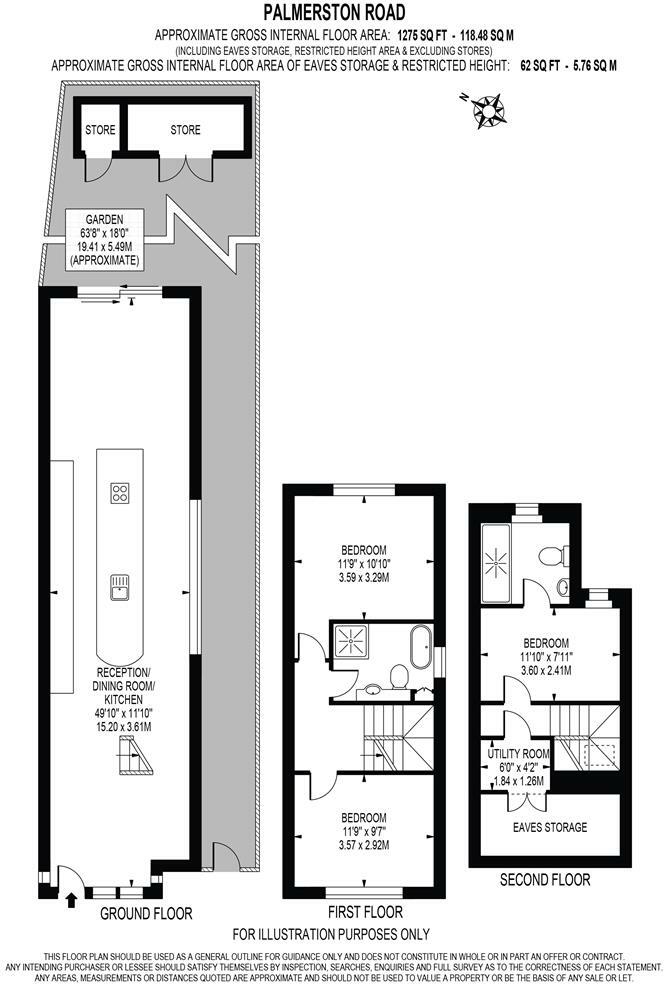 PALMERSTON ROAD
APPROXIMATE GROSS INTERNAL FLOOR AREA: 1275 SQ FT - 118.48 SQ M
(INCLUDING EAVES STORAGE, RESTRICTED HEIGHT AREA & EXCLUDING STORES)
APPROXIMATE GROSS INTERNAL FLOOR AREA OF EAVES STORAGE & RESTRICTED HEIGHT: 62 SQ FT - 5.76 SQ M
N
STORE
STORE
GARDEN
63'8" x 18'0"
19.41 x 5.49M
(APPROXIMATE)
RECEPTION/
DINING ROOM/
KITCHEN
49'10" x 11'10"
15.20 x 3.61M
GROUND FLOOR
BEDROOM
11'9" x 10'10"
3.59 x 3.29M
BEDROOM
11'9" x 9'7"
3.57 x 2.92M
FIRST FLOOR
BEDROOM
11'10" x 7'11"
3.60 x 2.41M
UTILITY ROOM
6'0" x 4'2"
1.84 x 1.26M
EAVES STORAGE
SECOND FLOOR
FOR ILLUSTRATION PURPOSES ONLY
THIS FLOOR PLAN SHOULD BE USED AS A GENERAL OUTLINE FOR GUIDANCE ONLY AND DOES NOT CONSTITUTE IN WHOLE OR IN PART AN OFFER OR CONTRACT.
ANY INTENDING PURCHASER OR LESSEE SHOULD SATISFY THEMSELVES BY INSPECTION, SEARCHES, ENQUIRIES AND FULL SURVEY AS TO THE CORRECTNESS OF EACH STATEMENT.
ANY AREAS, MEASUREMENTS OR DISTANCES QUOTED ARE APPROXIMATE AND SHOULD NOT BE USED TO VALUE A PROPERTY OR BE THE BASIS OF ANY SALE OR LET.